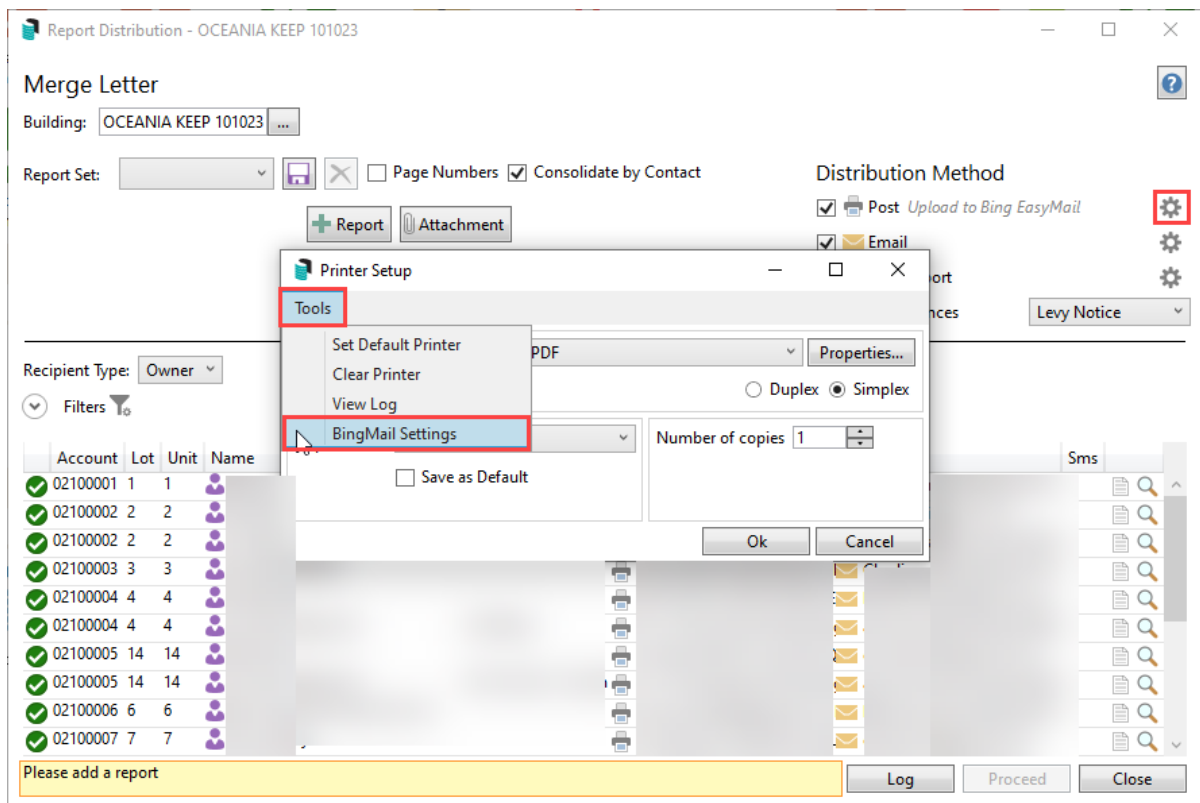 Report Distribution - OCEANIA KEEP 101023
Merge Letter
Building: OCEANIA KEEP 101023 ...
Report Set: Page Numbers Consolidate by Contact
Distribution Method
Post Upload to Bing EasyMail
Report Attachment
Email
Printer Setup
ort
Tools
nces Levy Notice
Set Default Printer
PDF Properties...
Clear Printer
Duplex Simplex
View Log
BingMail Settings
Number of copies 1
Save as Default
Ok Cancel
Recipient Type: Owner
Filters
Account Lot Unit Name Sms
02100001 1 1
02100002 2 2
02100002 2 2
02100003 3 3
02100004 4 4
02100004 4 4
02100005 14 14
02100005 14 14
02100006 6 6
02100007 7 7
Please add a report
Log Proceed Close